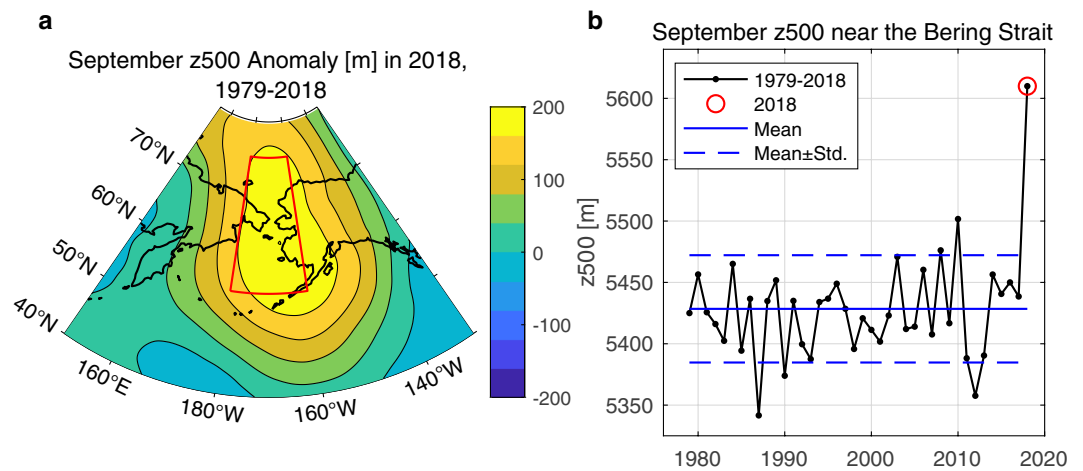 a
September z500 Anomaly [m] in 2018,
1979-2018
70°N
60°N
50°N
40°N
160°E
180°W
160°W
140°W
200
100
0
-100
-200
b
September z500 near the Bering Strait
z500 [m]
5600
5550
5500
5450
5400
5350
1979-2018
2018
Mean
Mean±Std.
1980
1990
2000
2010
2020